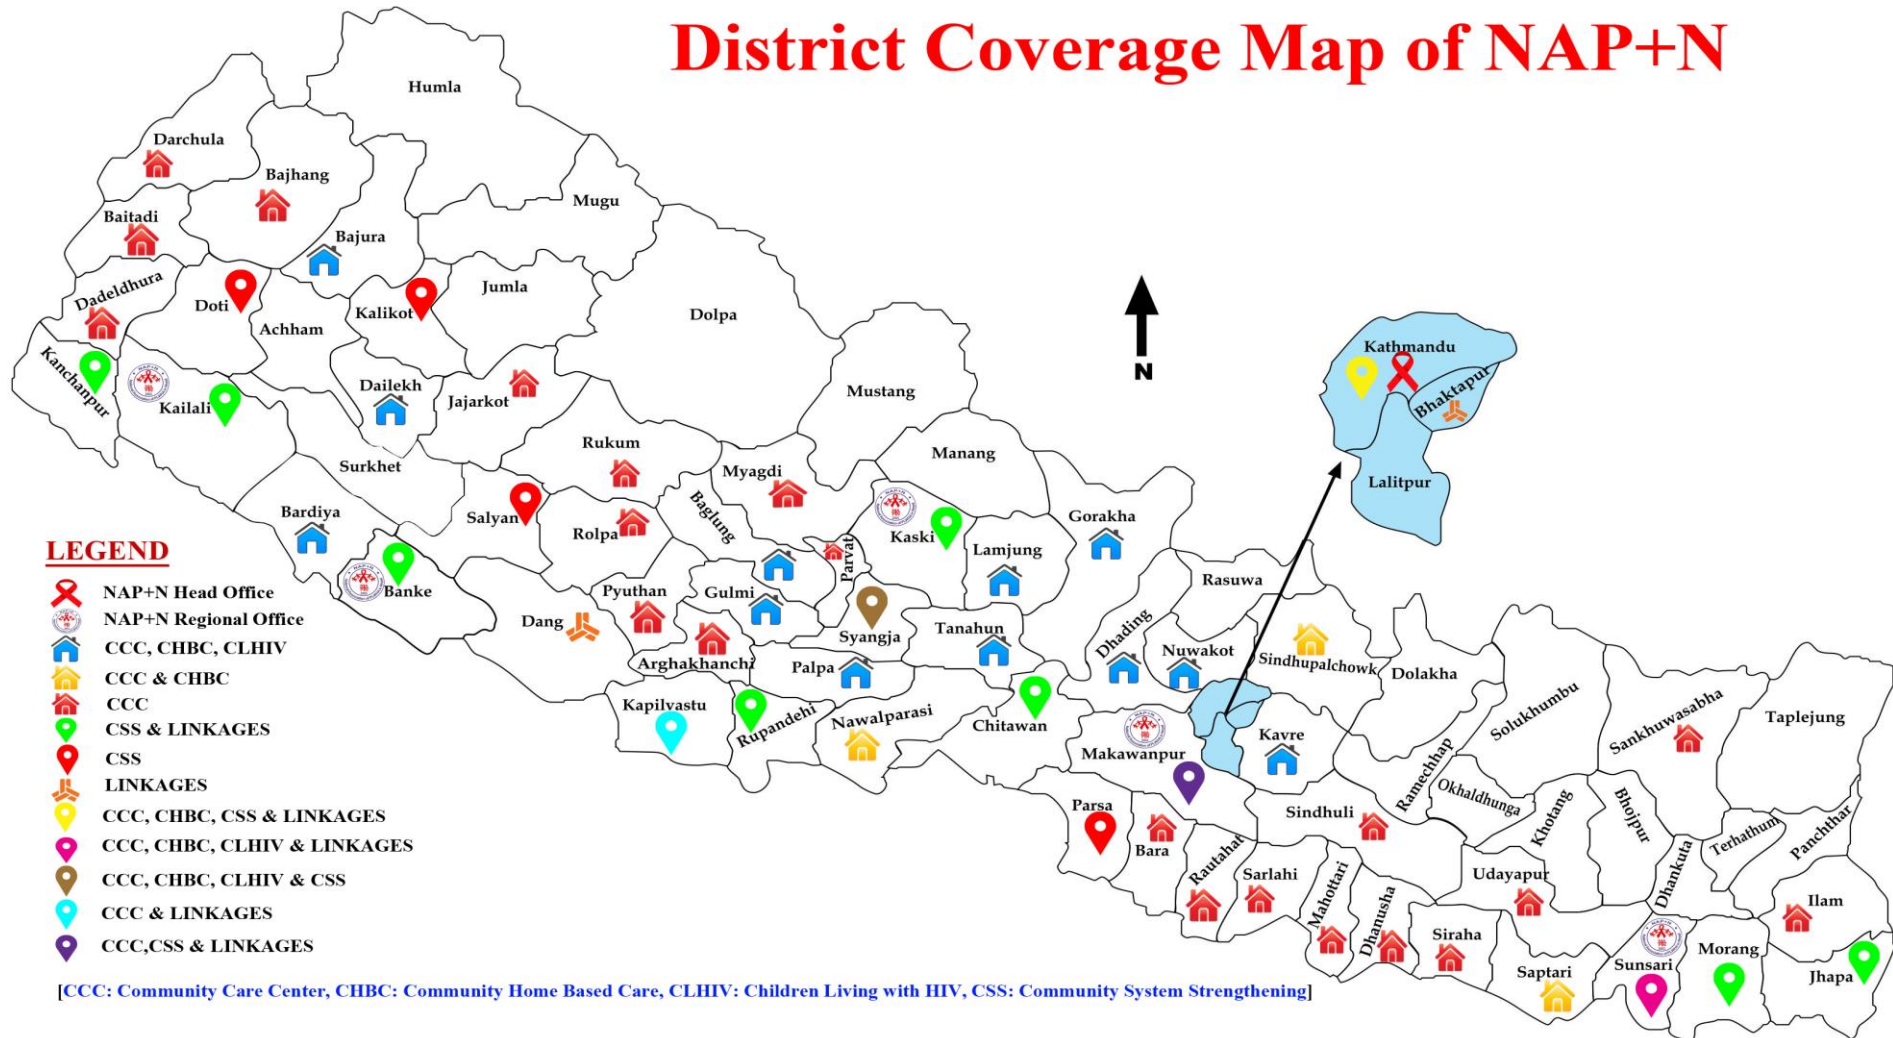 District Coverage Map of NAP+N
Humla
Darchula
Bajhang
Mugu
Baitadi
Bajura
Dadeldhura
Doti
Kalikot
Jumla
Achham
Dolpa
Kanchanpur
Kailali
Dailekh
Jajarkot
Mustang
N
Kathmandu
Bhaktapur
Lalitpur
Surkhet
Rukum
Myagdi
Manang
Bardiya
Salyan
Rolpa
Baglung
Parvat
Kaski
Lamjung
Gorakha
Rasuwa
Banke
Dang
Pyuthan
Gulmi
Syangja
Tanahun
Dhading
Nuwakot
Sindhupalchowk
Dolakha
Arghakhanchi
Palpa
Kapilvastu
Rupandehi
Nawalparasi
Chitawan
Makawanpur
Kavre
Ramechhap
Solukhumbu
Sankhuwasabha
Taplejung
Okhaldhunga
Khotang
Bhojpur
Terhathum
Panchthar
Parsa
Bara
Rautahat
Sarlahi
Sindhuli
Mahottari
Dhanusha
Siraha
Udayapur
Dhankuta
Saptari
Sunsari
Morang
Ilam
Jhapa
LEGEND
NAP+N Head Office
NAP+N Regional Office
CCC, CHBC, CLHIV
CCC & CHBC
CCC
CSS & LINKAGES
CSS
LINKAGES
CCC, CHBC, CSS & LINKAGES
CCC, CHBC, CLHIV & LINKAGES
CCC, CHBC, CLHIV & CSS
CCC & LINKAGES
CCC,CSS & LINKAGES
[CCC: Community Care Center, CHBC: Community Home Based Care, CLHIV: Children Living with HIV, CSS: Community System Strengthening]